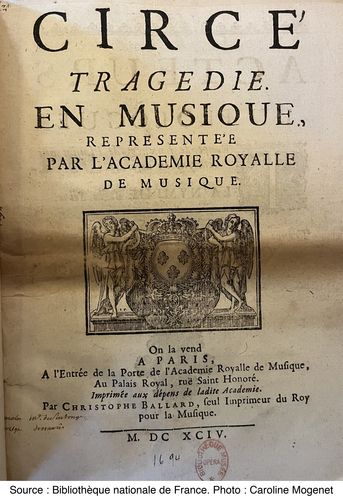 CIRCÉ
TRAGEDIE.
EN MUSIQUE,
REPRESENTE'E
PAR L'ACADEMIE ROYALLE
DE MUSIQUE.
On la vend
A PARIS,
A l'Entrée de la Porte de l'Academie Royalle de Musique,
Au Palais Royal, ruë Saint Honoré.
Imprimée aux dépens de ladite Academie.
Par CHRISTOPHE BALLARD, seul Imprimeur du Roy
pour la Musique.
M. DC XCIV.
1694
Source : Bibliothèque nationale de France. Photo : Caroline Mogenet